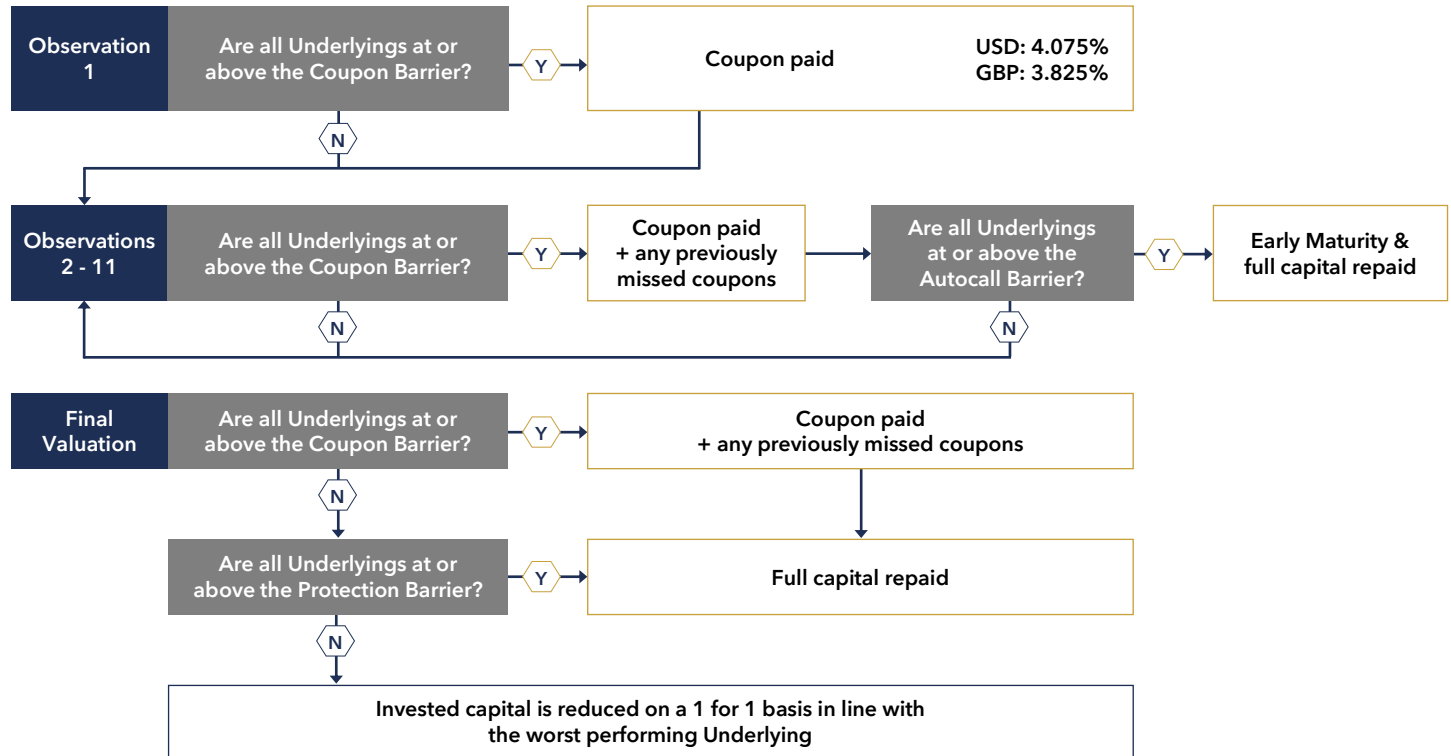 Observation
1
Are all Underlyings at or
above the Coupon Barrier?
Y
Coupon paid
USD: 4.075%
GBP: 3.825%
N
Observations
2 - 11
Are all Underlyings at or
above the Coupon Barrier?
Y
Coupon paid
+ any previously
missed coupons
Are all Underlyings
at or above the
Autocall Barrier?
Y
Early Maturity &
full capital repaid
N
N
Final
Valuation
Are all Underlyings at or
above the Coupon Barrier?
Y
Coupon paid
+ any previously missed coupons
N
Are all Underlyings at or
above the Protection Barrier?
Y
Full capital repaid
N
Invested capital is reduced on a 1 for 1 basis in line with
the worst performing Underlying